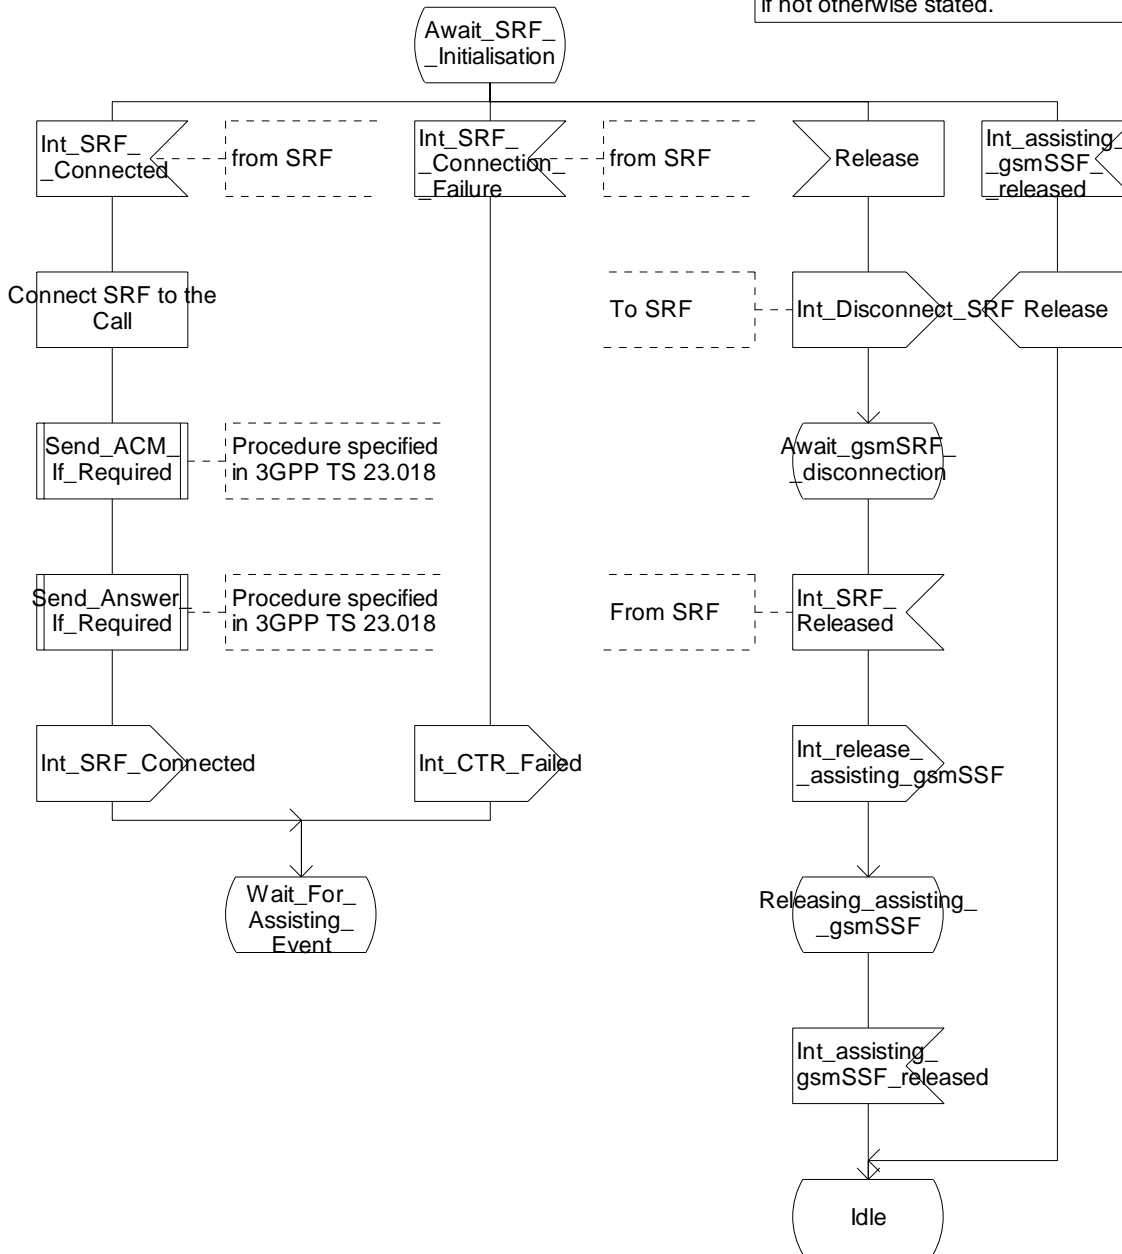 if not otherwise stated.
Await_SRF_
_Initialisation
Int_SRF_
_Connected
from SRF
Int_SRF_
_Connection_
_Failure
from SRF
Release
Int_assisting_
_gsmSSF_
_released
Connect SRF to the
Call
To SRF
Int_Disconnect_SRF
Release
Send_ACM_
If_Required
Procedure specified
in 3GPP TS 23.018
Await_gsmSRF_
_disconnection
Send_Answer_
If_Required
Procedure specified
in 3GPP TS 23.018
From SRF
Int_SRF_
Released
Int_SRF_Connected
Int_CTR_Failed
Int_release_
_assisting_gsmSSF
Wait_For_
Assisting_
Event
Releasing_assisting_
_gsmSSF
Int_assisting_
gsmSSF_released
Idle